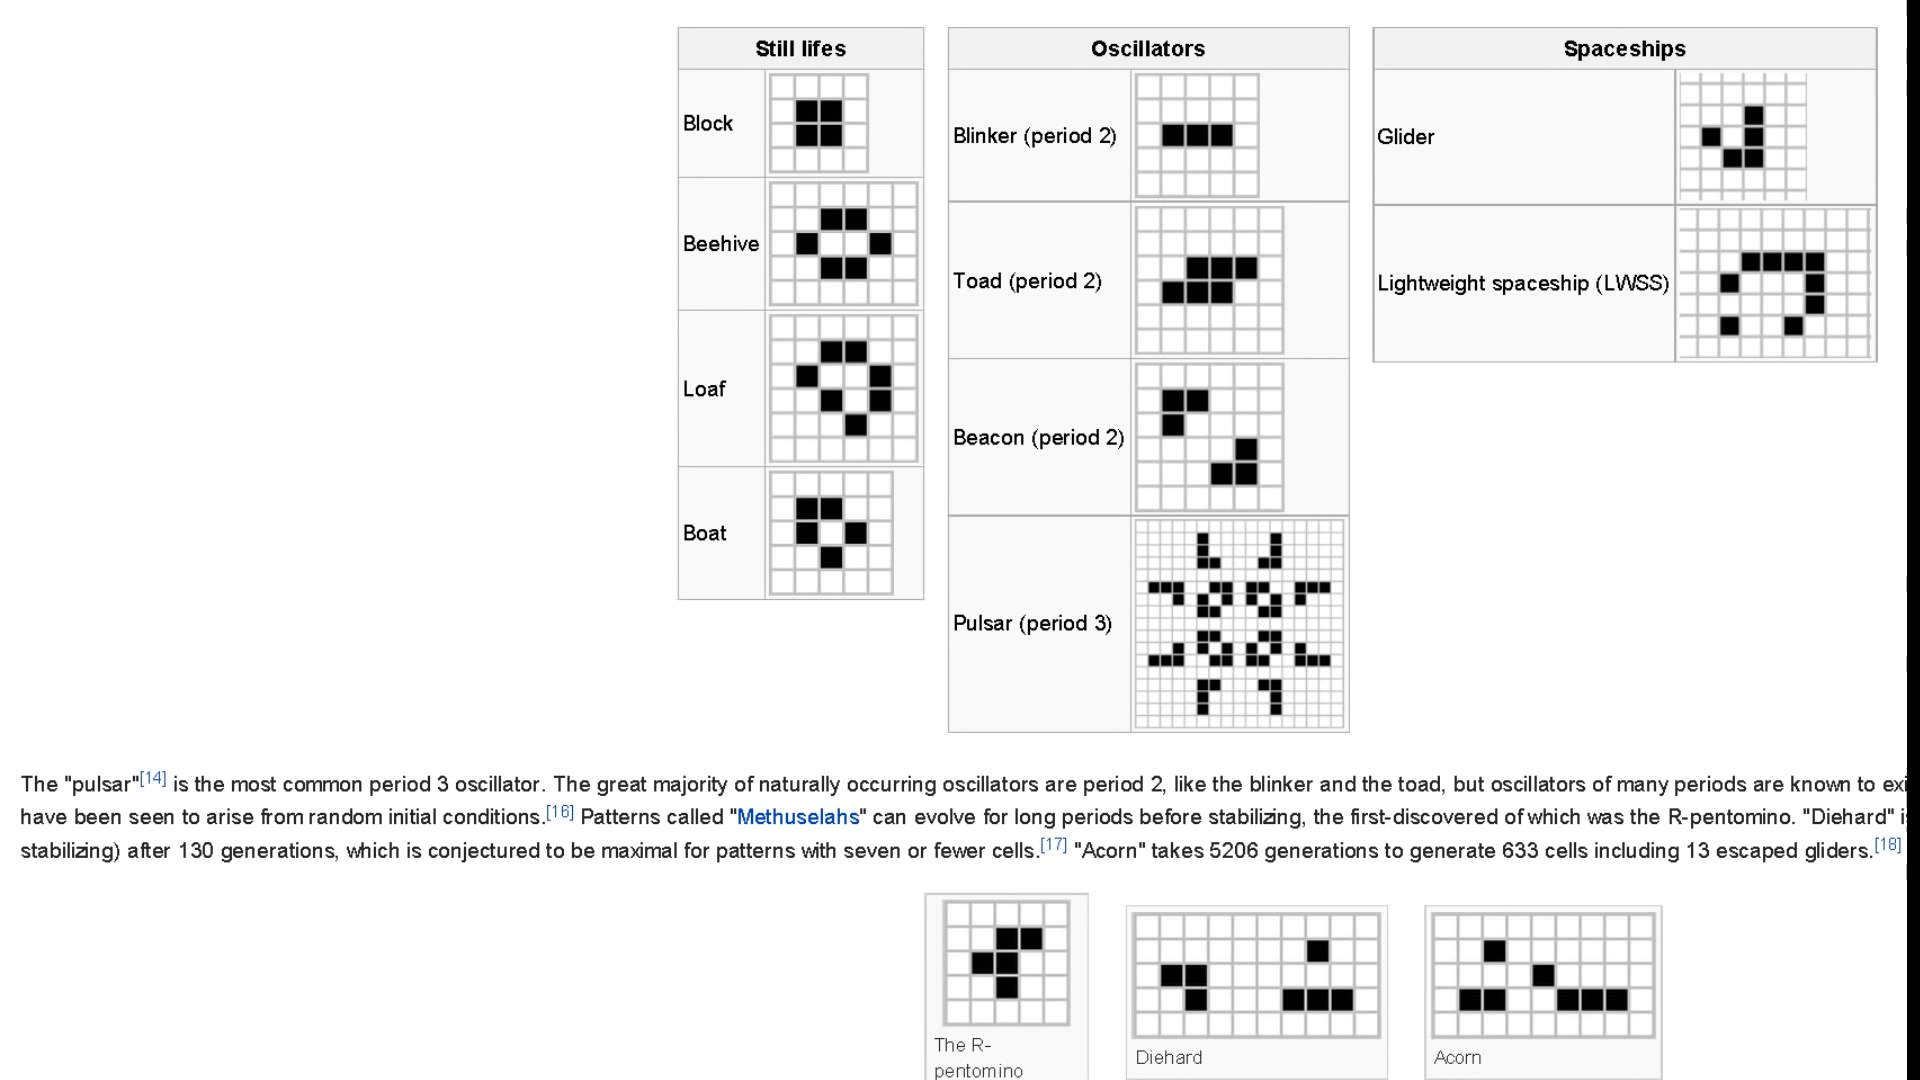 Still lifes
Block
Beehive
Loaf
Boat
Oscillators
Blinker (period 2)
Toad (period 2)
Beacon (period 2)
Pulsar (period 3)
Spaceships
Glider
Lightweight spaceship (LWSS)
The "pulsar"[14] is the most common period 3 oscillator. The great majority of naturally occurring oscillators are period 2, like the blinker and the toad, but oscillators of many periods are known to
have been seen to arise from random initial conditions.[16] Patterns called "Methuselahs" can evolve for long periods before stabilizing, the first-discovered of which was the R-pentomino. "Diehard"
stabilizing) after 130 generations, which is conjectured to be maximal for patterns with seven or fewer cells.[17] "Acorn" takes 5206 generations to generate 633 cells including 13 escaped gliders.[18]
The R-
pentomino
Diehard
Acorn